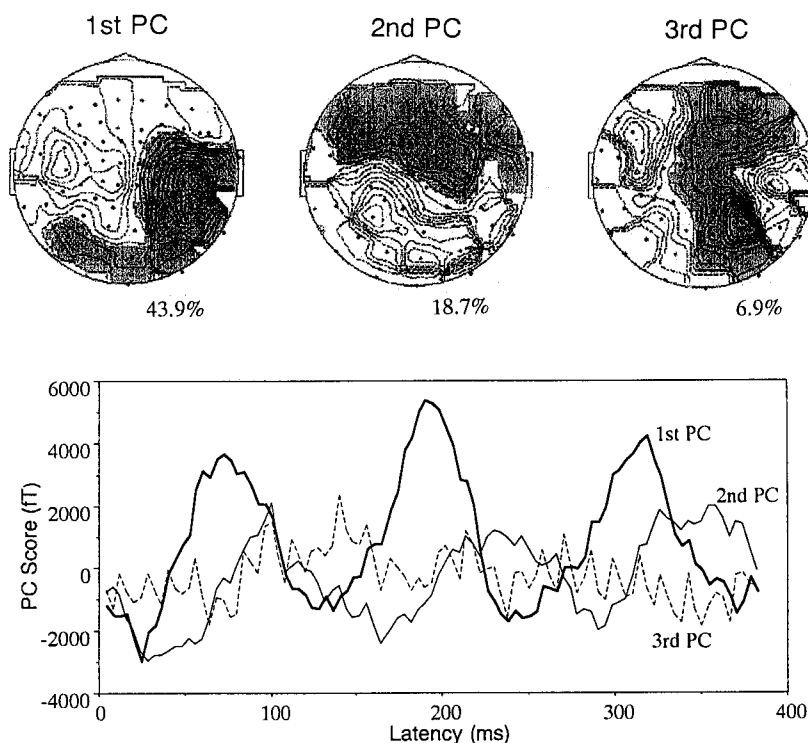 1st PC
2nd PC
3rd PC
43.9%
18.7%
6.9%
6000
4000
2000
0
-2000
-4000
PC Score (fT)
1st PC
2nd PC
3rd PC
0
100
200
300
400
Latency (ms)